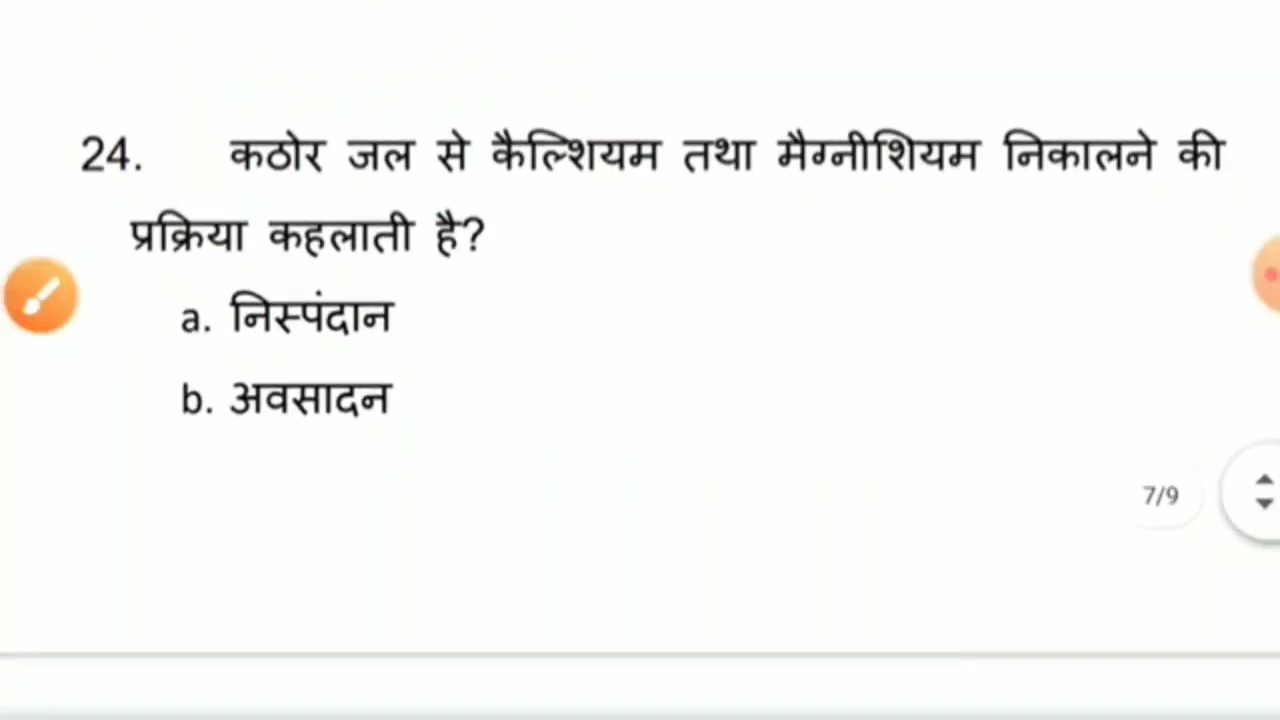 24. कठोर जल से कैल्शियम तथा मैग्नीशियम निकालने की
प्रक्रिया कहलाती है?
a. निस्पंदान
b. अवसादन
7/9